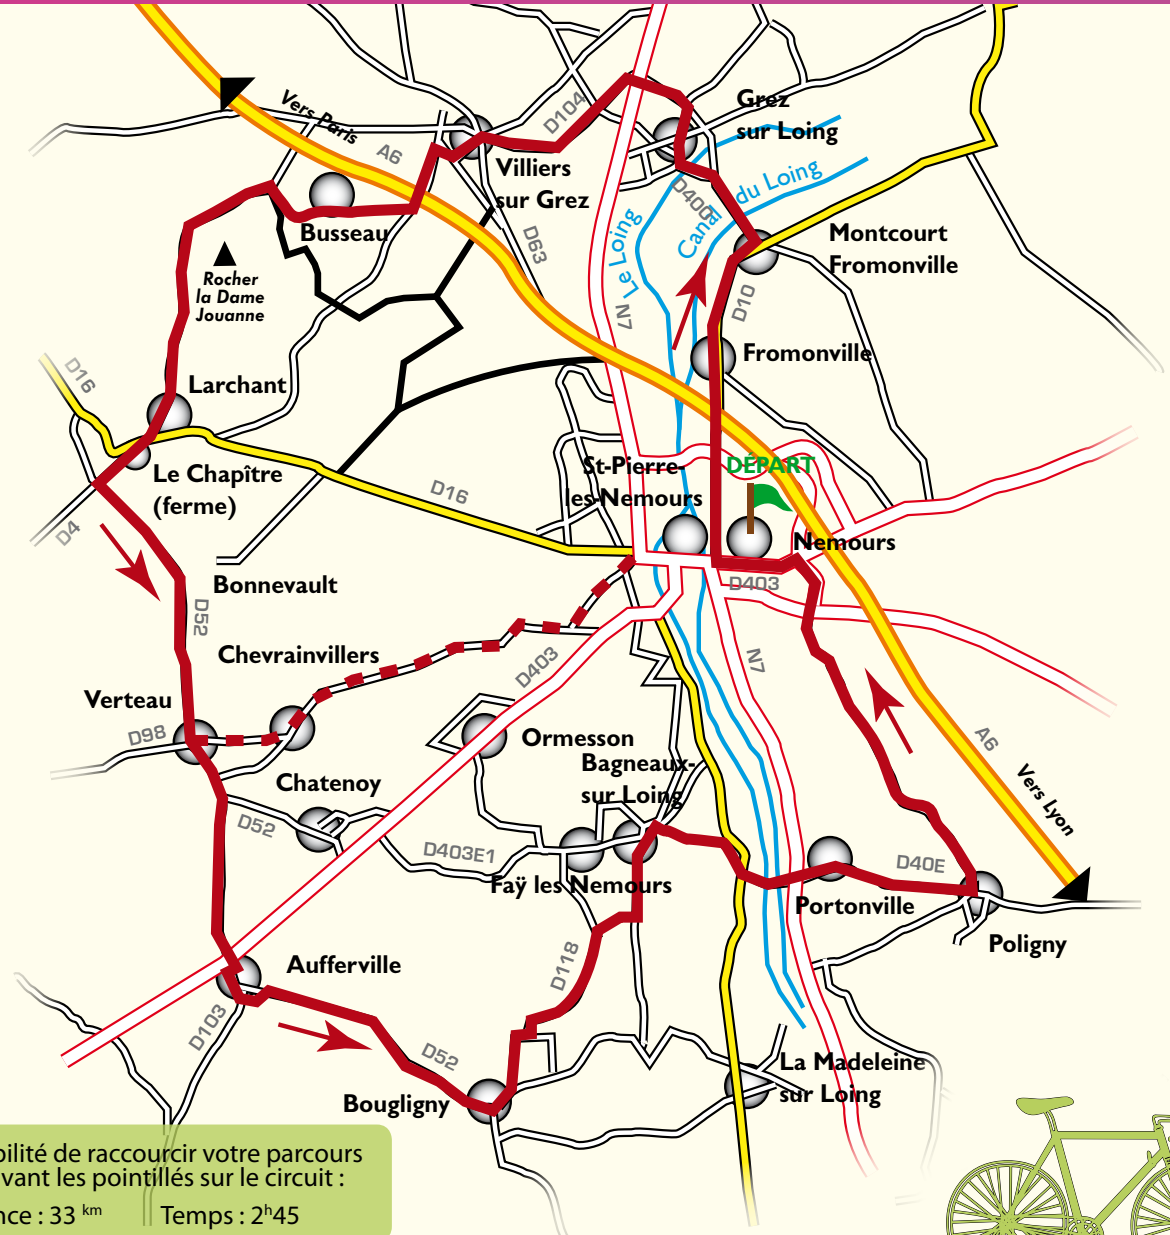 Vers Paris
A6
D104
Grez
sur Loing
Villiers
sur Grez
Busseau
D63
D400
Canal du Loing
Le Loing
N7
Montcourt
Fromonville
D10
Rocher
la Dame
Jouanne
Fromonville
D16
Larchant
Le Chapître
(ferme)
D4
D16
St-Pierre-
les-Nemours
DÉPART
Nemours
D403
Bonnevault
D52
Chevrainvillers
D403
N7
Verteau
D98
Ormesson
Bagneaux-
sur Loing
A6
Vers Lyon
Chatenoy
D52
D403E1
Faÿ les Nemours
D40E
Portonville
Poligny
Aufferville
D118
D103
D52
Bougligny
La Madeleine
sur Loing
bilité de raccourcir votre parcours
vant les pointillés sur le circuit :
nce : 33 km Temps : 2h45